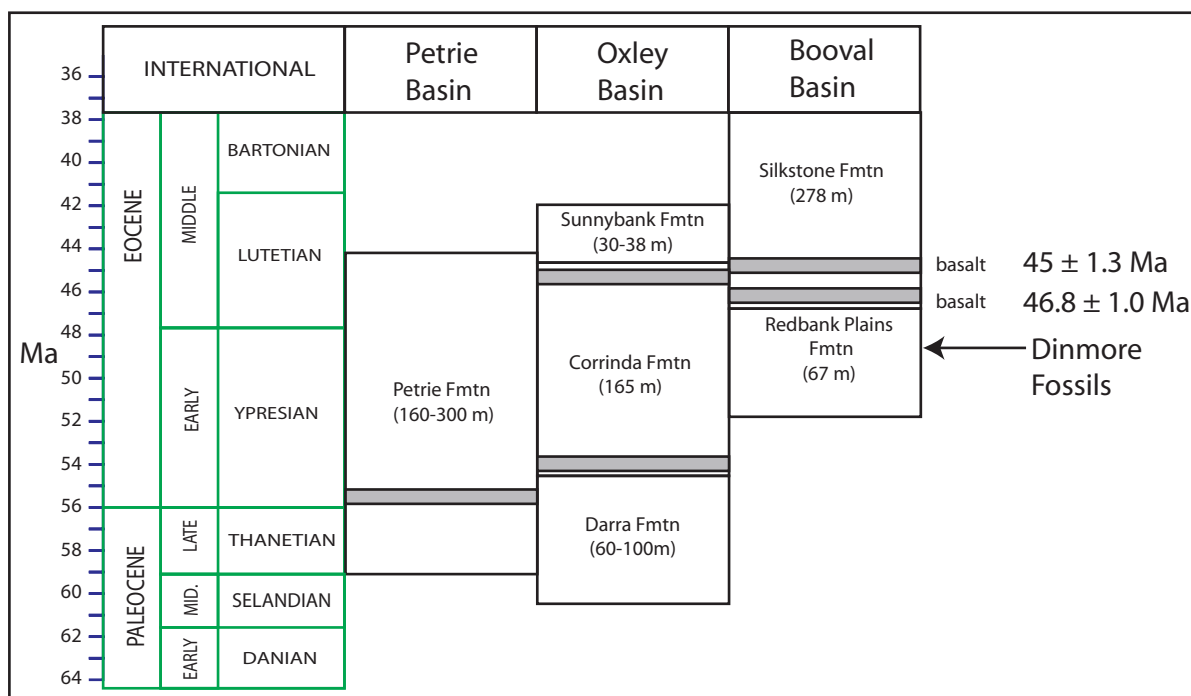 INTERNATIONAL
Petrie
Basin
Oxley
Basin
Booval
Basin
Ma
36
38
40
42
44
46
48
50
52
54
56
58
60
62
64
EOCENE
PALEOCENE
MIDDLE
EARLY
LATE
MID.
EARLY
BARTONIAN
LUTETIAN
YPRESIAN
THANETIAN
SELANDIAN
DANIAN
Petrie Fmtn
(160-300 m)
Sunnybank Fmtn
(30-38 m)
Corrinda Fmtn
(165 m)
Darra Fmtn
(60-100m)
Silkstone Fmtn
(278 m)
Redbank Plains
Fmtn
(67 m)
basalt 45 ± 1.3 Ma
basalt 46.8 ± 1.0 Ma
Dinmore
Fossils